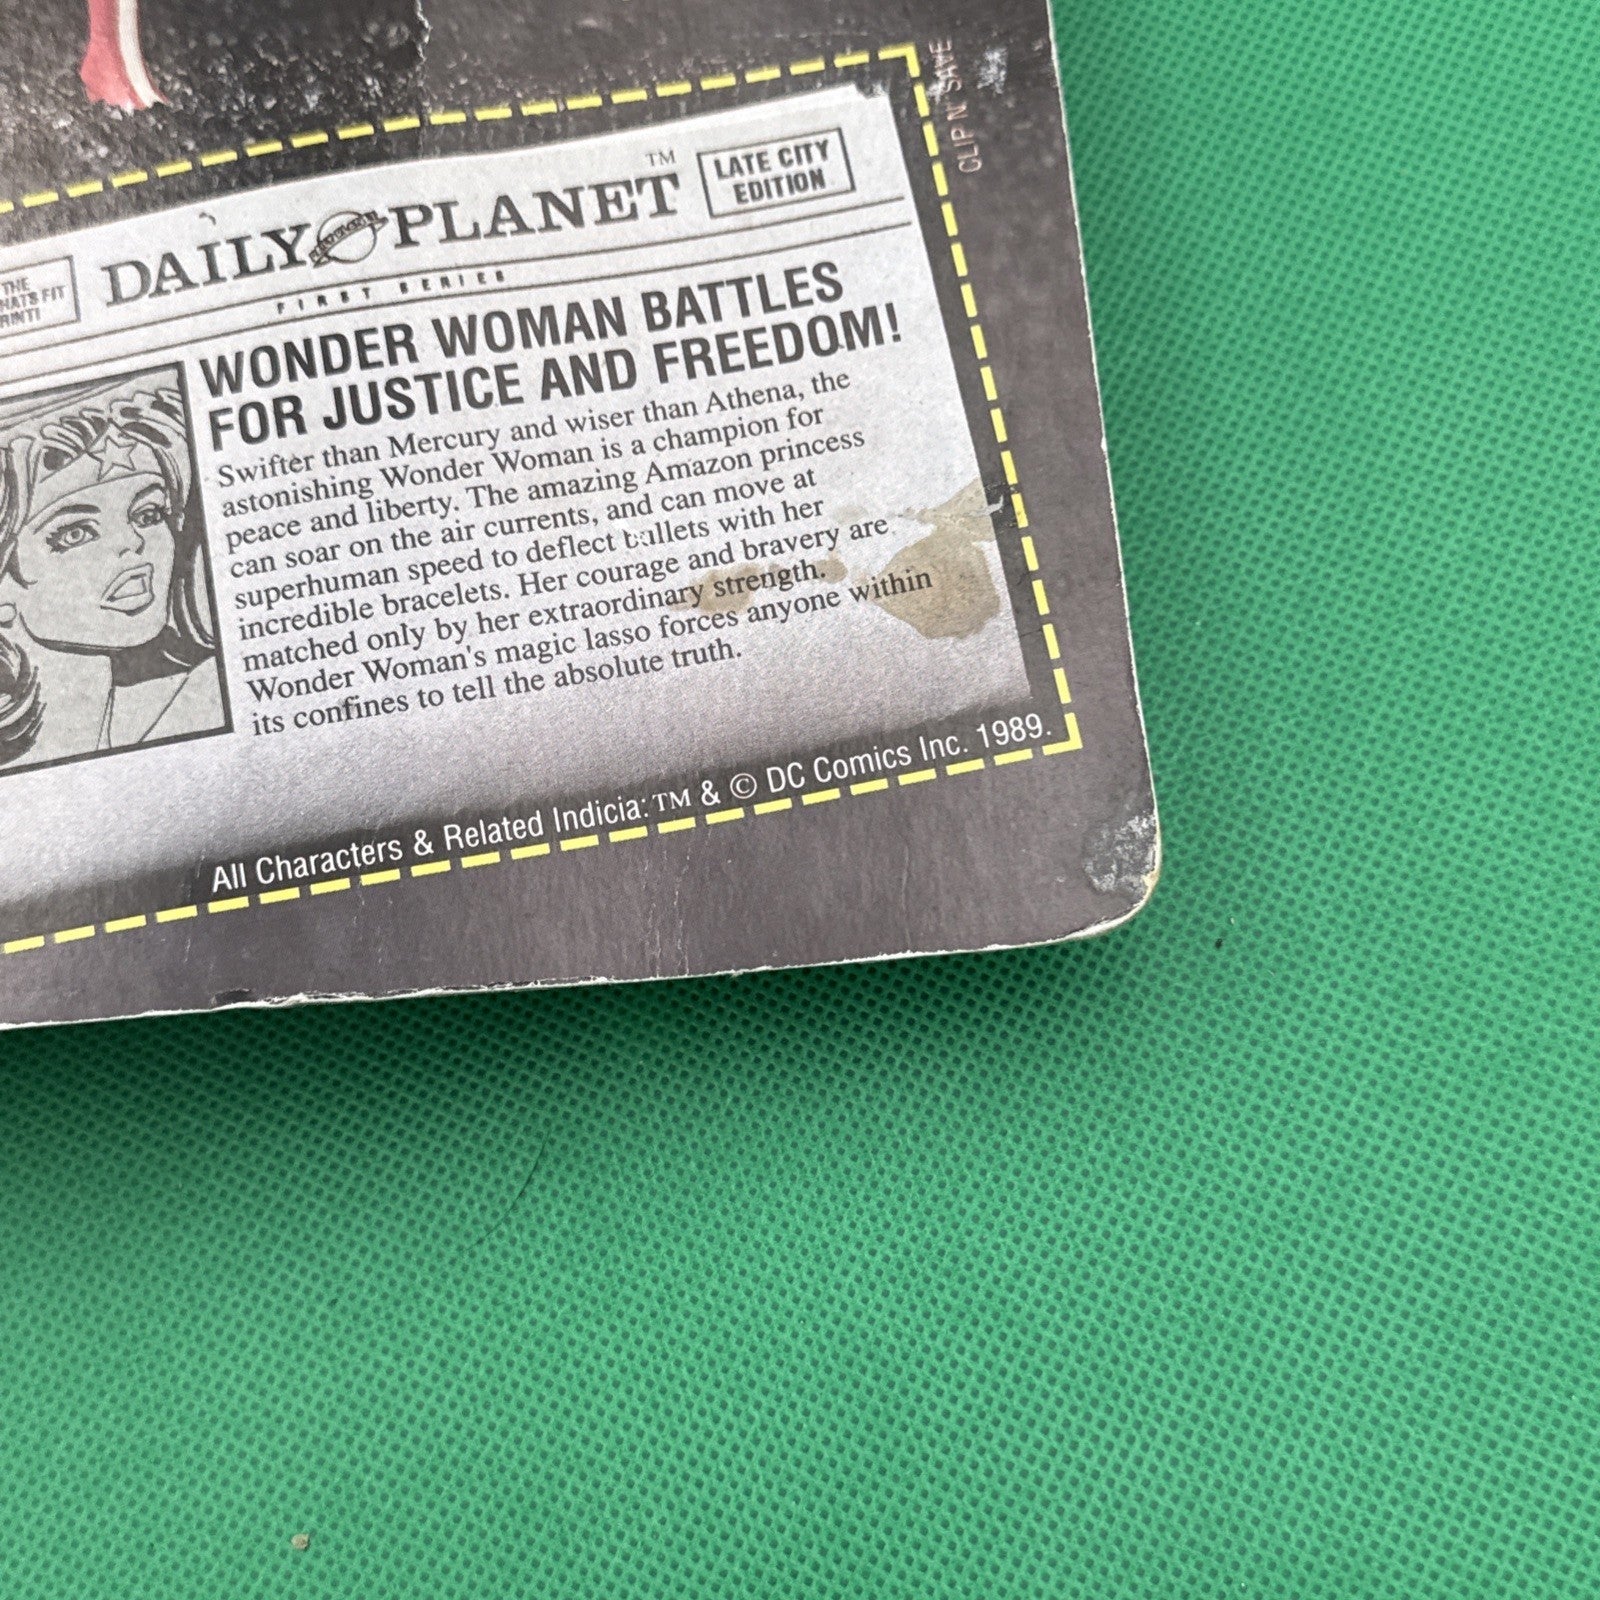 CLIP N' SAVE
THE
FIT
DAILY PLANET™
LATE CITY
EDITION
FIRST SERIES
WONDER WOMAN BATTLES
FOR JUSTICE AND FREEDOM!
Swifter than Mercury and wiser than Athena, the
astonishing Wonder Woman is a champion for
peace and liberty. The amazing Amazon princess
can soar on the air currents, and can move at
superhuman speed to deflect bullets with her
incredible bracelets. Her courage and bravery are
matched only by her extraordinary strength.
Wonder Woman's magic lasso forces anyone within
its confines to tell the absolute truth.
All Characters & Related Indicia: TM & © DC Comics Inc. 1989.